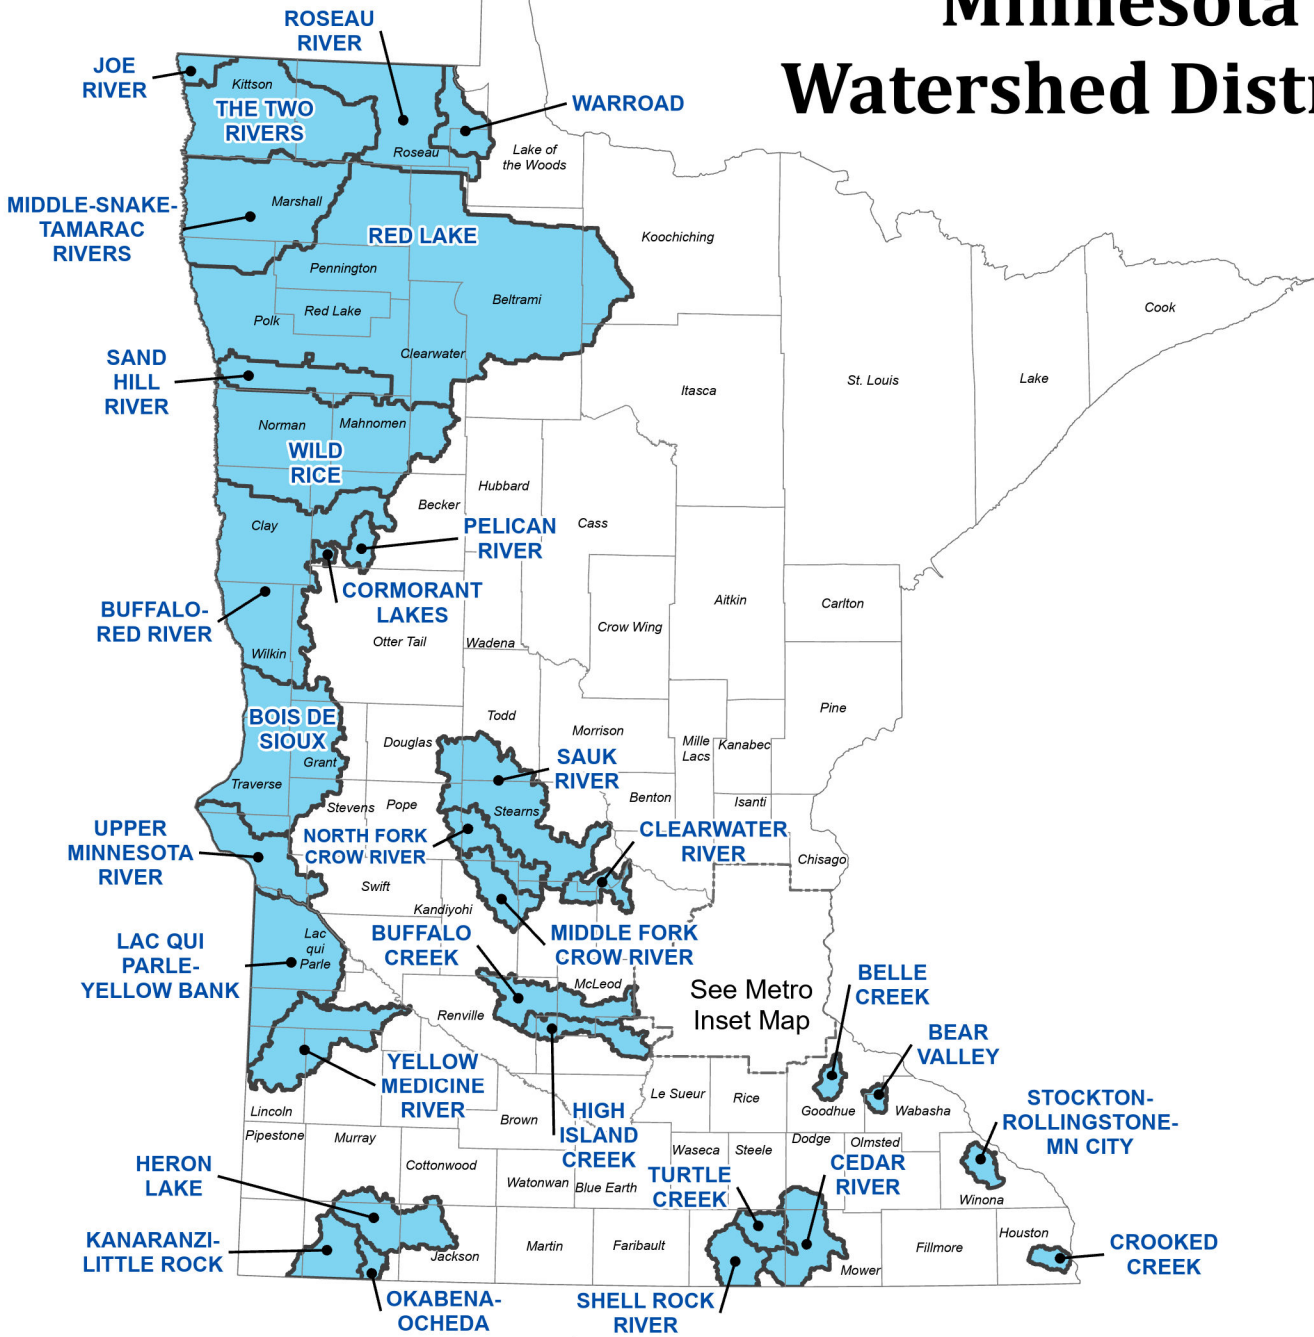 Minnesota
Watershed Distr
ROSEAU
RIVER
JOE
RIVER
Kittson
THE TWO
RIVERS
WARROAD
Roseau
Lake of
the Woods
MIDDLE-SNAKE-
TAMARAC
RIVERS
Marshall
RED LAKE
Koochiching
Pennington
Beltrami
Red Lake
Polk
Cook
Clearwater
SAND
HILL
RIVER
Itasca
St. Louis
Lake
Norman
Mahnomen
WILD
RICE
Hubbard
Becker
Cass
Clay
PELICAN
RIVER
CORMORANT
LAKES
BUFFALO-
RED RIVER
Aitkin
Carlton
Crow Wing
Otter Tail
Wadena
Wilkin
BOIS DE
SIOUX
Todd
Pine
Morrison
Douglas
Mille
Lacs
Kanabec
Grant
SAUK
RIVER
Traverse
Stevens
Pope
Stearns
Benton
Isanti
UPPER
MINNESOTA
RIVER
NORTH FORK
CROW RIVER
CLEARWATER
RIVER
Chisago
Swift
Kandiyohi
LAC QUI
PARLE-
YELLOW BANK
Lac
qui
Parle
BUFFALO
CREEK
MIDDLE FORK
CROW RIVER
McLeod
See Metro
Inset Map
BELLE
CREEK
Renville
BEAR
VALLEY
YELLOW
MEDICINE
RIVER
Le Sueur
Rice
Goodhue
Wabasha
STOCKTON-
ROLLINGSTONE-
MN CITY
Lincoln
Brown
HIGH
ISLAND
CREEK
Pipestone
Murray
Waseca
Steele
Dodge
Olmsted
HERON
LAKE
Cottonwood
Watonwan
Blue Earth
TURTLE
CREEK
CEDAR
RIVER
Winona
KANARANZI-
LITTLE ROCK
Jackson
Martin
Faribault
Mower
Fillmore
Houston
CROOKED
CREEK
OKABENA-
OCHEDA
SHELL ROCK
RIVER